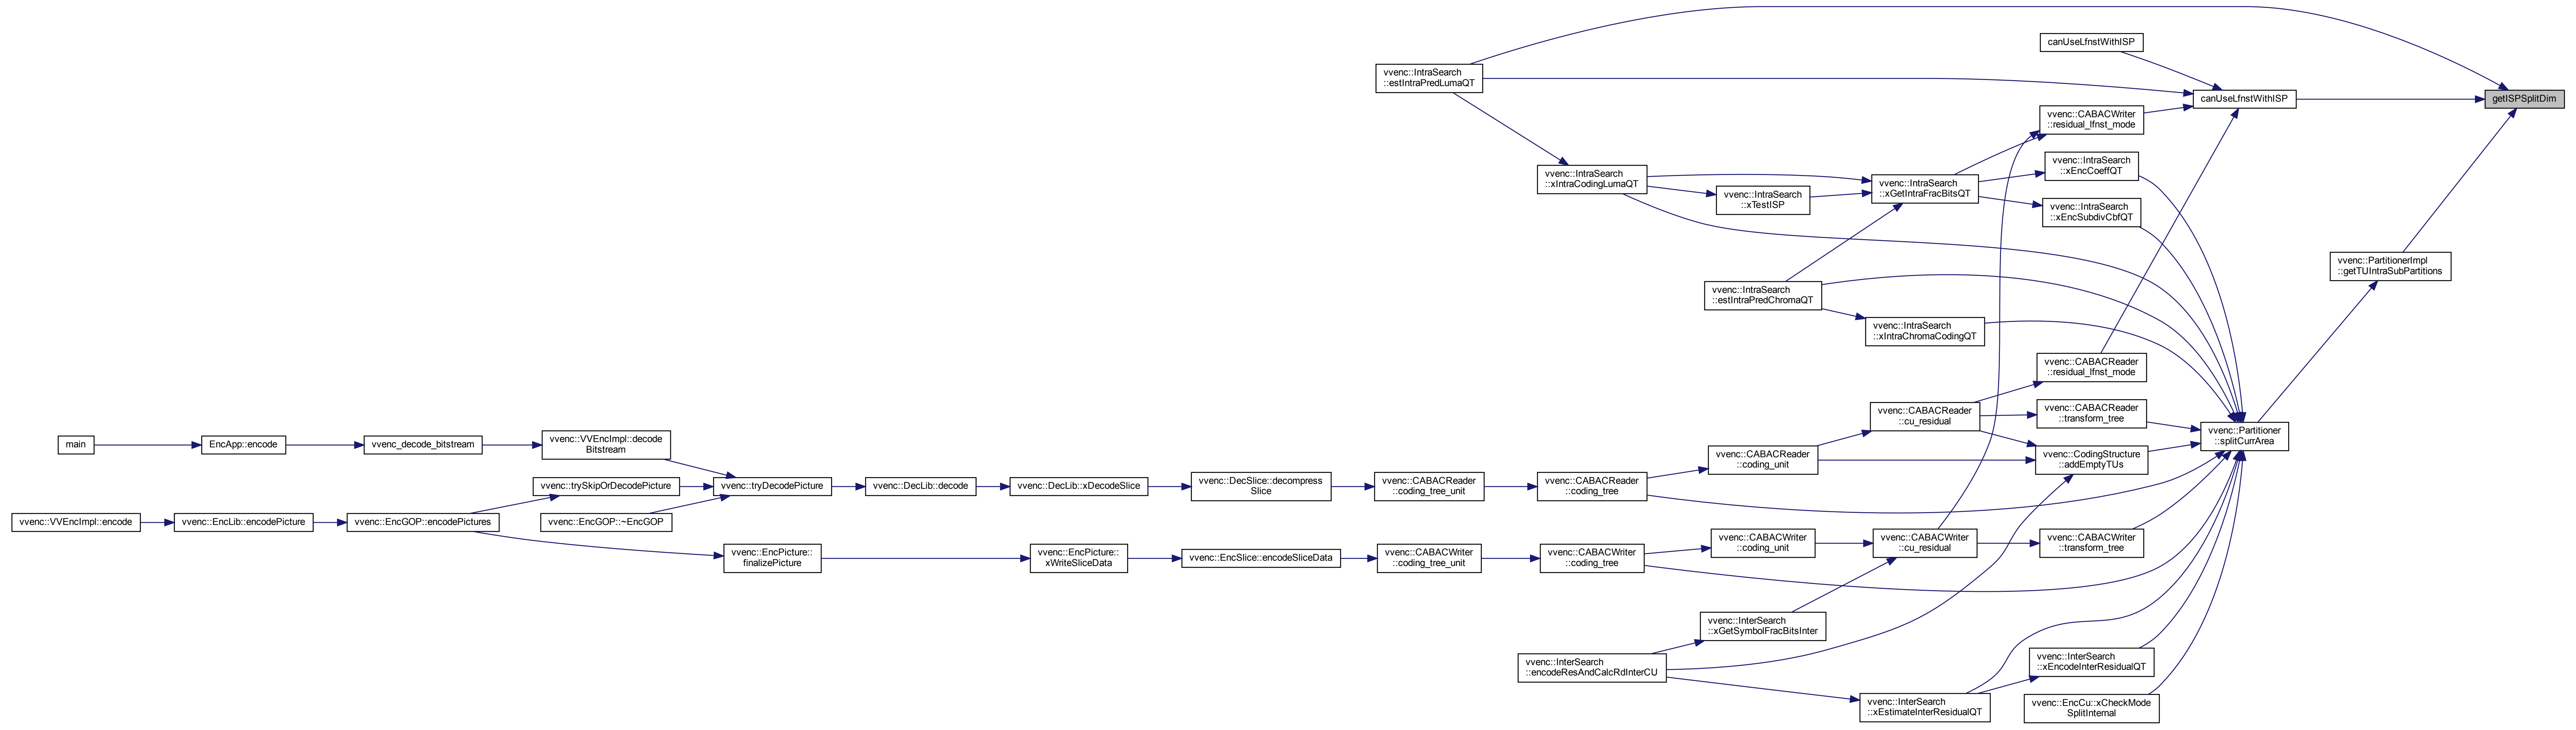 main
EncApp::encode
vvenc_decode_bitstream
vvenc::VVEncImpl::decode
Bitstream
vvenc::VVEncImpl::encode
vvenc::EncLib::encodePicture
vvenc::EncGOP::encodePictures
vvenc::trySkipOrDecodePicture
vvenc::EncGOP::~EncGOP
vvenc::tryDecodePicture
vvenc::EncPicture::
finalizePicture
vvenc::DecLib::decode
vvenc::DecLib::xDecodeSlice
vvenc::EncPicture::
xWriteSliceData
vvenc::DecSlice::decompress
Slice
vvenc::EncSlice::encodeSliceData
vvenc::IntraSearch
::estIntraPredLumaQT
vvenc::CABACReader
::coding_tree_unit
vvenc::CABACWriter
::coding_tree_unit
vvenc::IntraSearch
::xIntraCodingLumaQT
vvenc::CABACReader
::coding_tree
vvenc::CABACWriter
::coding_tree
vvenc::InterSearch
::encodeResAndCalcRdInterCU
vvenc::IntraSearch
::xTestISP
vvenc::IntraSearch
::estIntraPredChromaQT
vvenc::CABACReader
::coding_unit
vvenc::CABACWriter
::coding_unit
vvenc::InterSearch
::xGetSymbolFracBitsInter
vvenc::IntraSearch
::xGetIntraFracBitsQT
vvenc::IntraSearch
::xIntraChromaCodingQT
vvenc::CABACReader
::cu_residual
vvenc::CABACWriter
::cu_residual
vvenc::InterSearch
::xEstimateInterResidualQT
canUseLfnstWithISP
vvenc::CABACWriter
::residual_lfnst_mode
vvenc::IntraSearch
::xEncCoeffQT
vvenc::IntraSearch
::xEncSubdivCbfQT
vvenc::CABACReader
::residual_lfnst_mode
vvenc::CABACReader
::transform_tree
vvenc::CodingStructure
::addEmptyTUs
vvenc::CABACWriter
::transform_tree
vvenc::InterSearch
::xEncodeInterResidualQT
vvenc::EncCu::xCheckMode
SplitInternal
canUseLfnstWithISP
vvenc::Partitioner
::splitCurrArea
vvenc::PartitionerImpl
::getTUIntraSubPartitions
getISPSplitDim